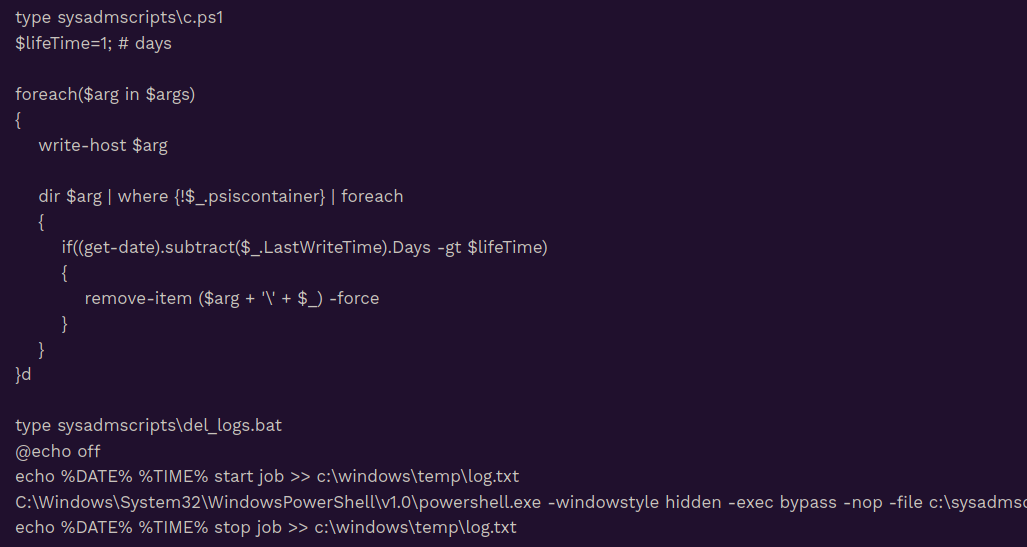 type sysadmscripts\c.ps1
$lifeTime=1; # days
foreach($arg in $args)
{
write-host $arg
dir $arg | where {!$_.psiscontainer} | foreach
{
if((get-date).subtract($_.LastWriteTime).Days -gt $lifeTime)
{
remove-item ($arg + '\' + $_) -force
}
}
}d
type sysadmscripts\del_logs.bat
@echo off
echo %DATE% %TIME% start job >> c:\windows\temp\log.txt
C:\Windows\System32\WindowsPowerShell\v1.0\powershell.exe -windowstyle hidden -exec bypass -nop -file c:\sysadmsc
echo %DATE% %TIME% stop job >> c:\windows\temp\log.txt